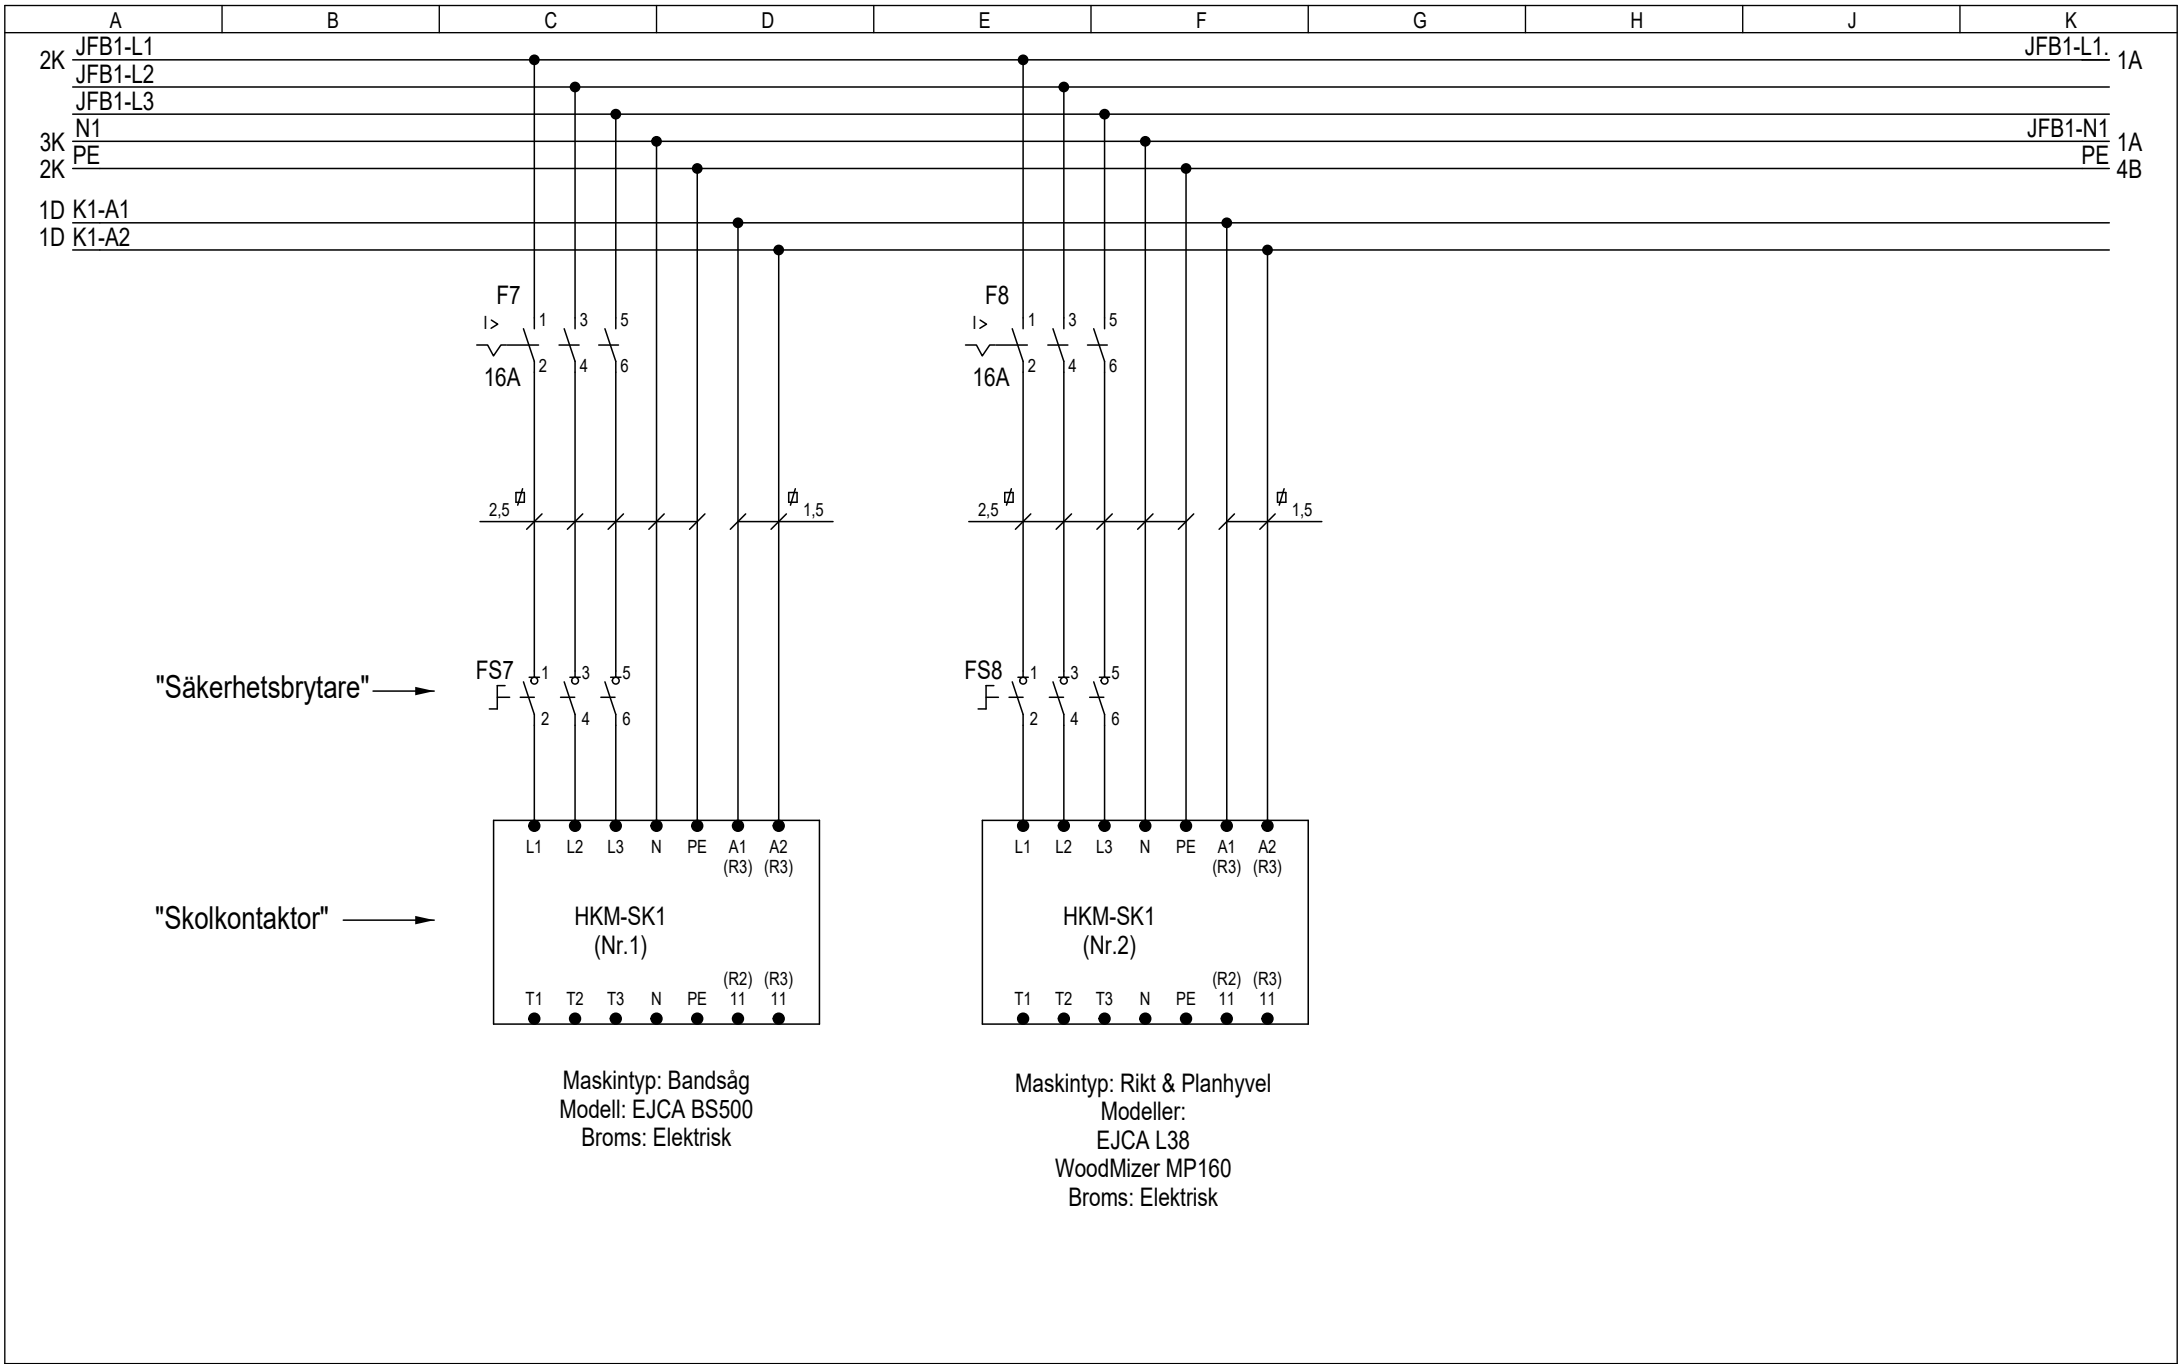 A B C D E F G H J K
JFB1-L1 JFB1-L1.
2K 1A
JFB1-L2
JFB1-L3
N1 JFB1-N1
3K 1A
PE PE
2K 4B
1D K1-A1
1D K1-A2
F7 F8
I> 1 3 5 I> 1 3 5
2 4 6 2 4 6
16A 16A
2,5 1,5 2,5 1,5
FS7 1 3 5 FS8 1 3 5
"Säkerhetsbrytare"
2 4 6 2 4 6
L1 L2 L3 N PE A1 A2 L1 L2 L3 N PE A1 A2
(R3) (R3) (R3) (R3)
"Skolkontaktor" HKM-SK1 HKM-SK1
(Nr.1) (Nr.2)
(R2) (R3) (R2) (R3)
T1 T2 T3 N PE 11 11 T1 T2 T3 N PE 11 11
Maskintyp: Bandsåg
Modell: EJCA BS500
Broms: Elektrisk
Maskintyp: Rikt & Planhyvel
Modeller:
EJCA L38
WoodMizer MP160
Broms: Elektrisk